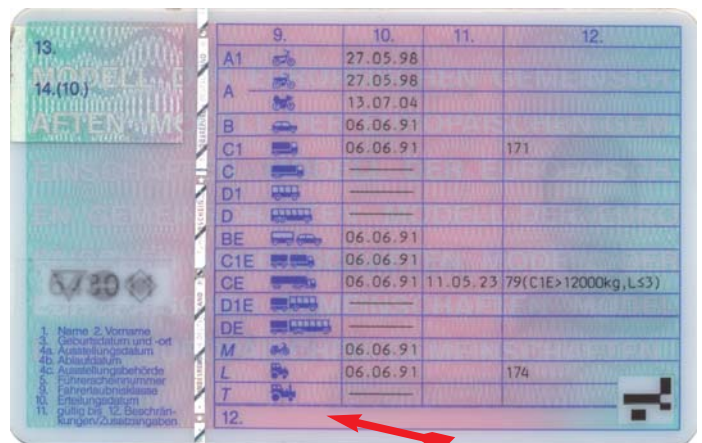 13.
14.(10.)
9. 10. 11. 12.
A1 27.05.98
A 27.05.98
13.07.04
B 06.06.91
C1 06.06.91 171
C
D1
D
BE 06.06.91
C1E 06.06.91
CE 06.06.91 11.05.23 79(C1E>12000kg,L≤3)
D1E
DE
M 06.06.91
L 06.06.91 174
T
12.
1. Name 2. Vorname
3. Geburtsdatum und -ort
4a. Ausstellungsdatum
4b. Ablaufdatum
4c. Ausstellungsbehörde
5. Führerscheinnummer
9. Fahrerlaubnisklasse
10. Erteilungsdatum
11. gültig bis 12. Beschrän-
kungen/Zusatzangaben